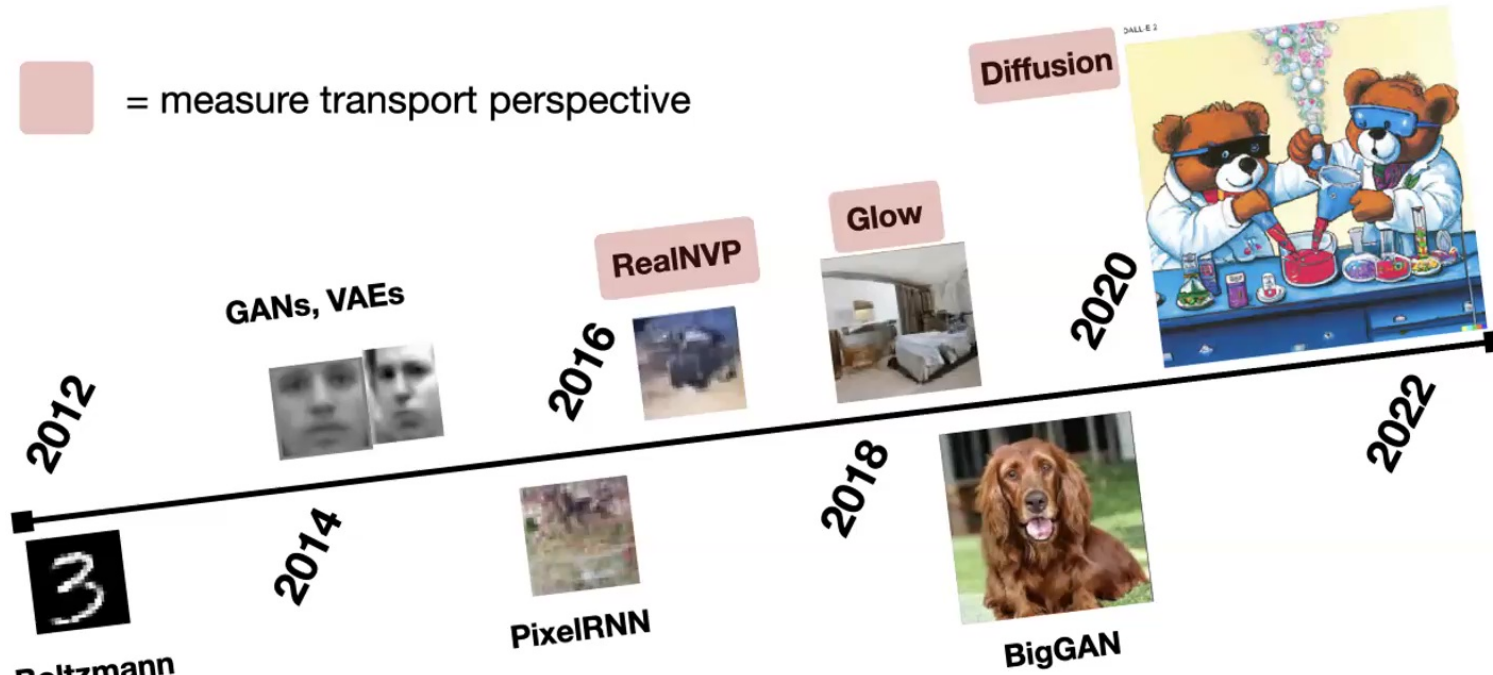 = measure transport perspective
Diffusion
DALL·E 2
Glow
RealNVP
GANs, VAEs
2012
2014
2016
2018
2020
2022
3
PixelRNN
BigGAN
Boltzmann